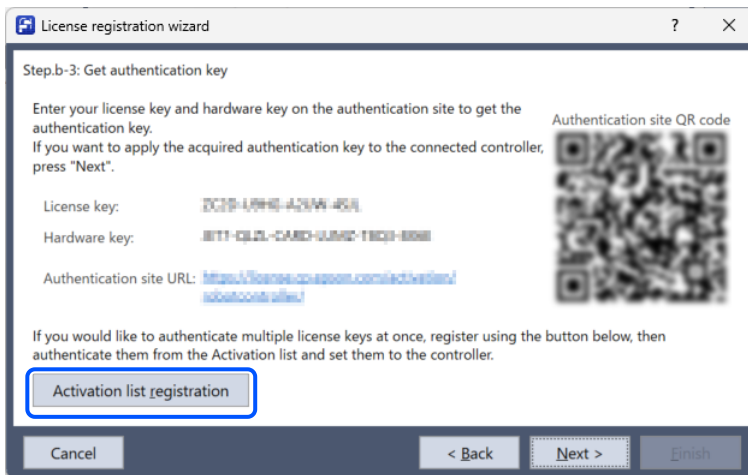 License registration wizard
Step.b-3: Get authentication key
Enter your license key and hardware key on the authentication site to get the
authentication key.
If you want to apply the acquired authentication key to the connected controller,
press "Next".
Authentication site QR code
License key:
Hardware key:
Authentication site URL:
If you would like to authenticate multiple license keys at once, register using the button below, then
authenticate them from the Activation list and set them to the controller.
Activation list registration
Cancel
< Back
Next >
Finish